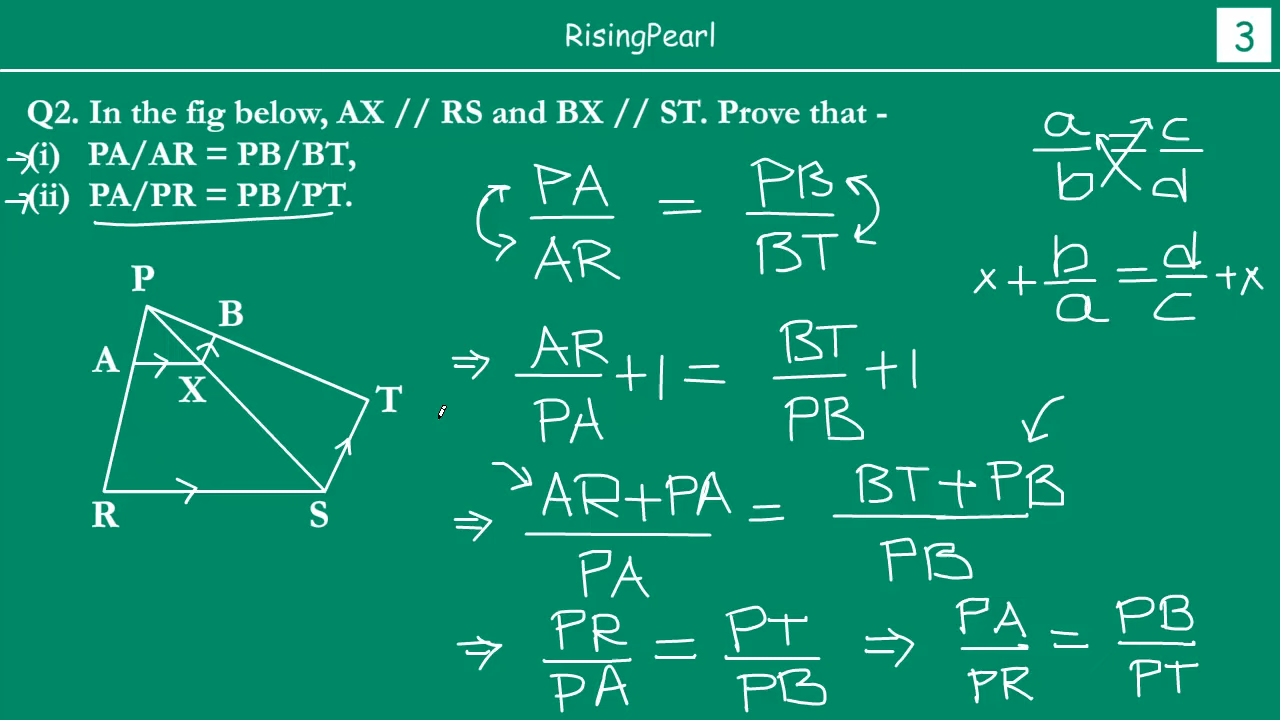 RisingPearl
3
Q2. In the fig below, AX // RS and BX // ST. Prove that -
(i) PA/AR = PB/BT,
(ii) PA/PR = PB/PT.
PA/AR = PB/BT
a/b = c/d
x + b/a = d/c + x
⇒ AR/PA + 1 = BT/PB + 1
⇒ AR+PA/PA = BT+PB/PB
⇒ PR/PA = PT/PB ⇒ PA/PR = PB/PT
P
B
A
X
T
R
S